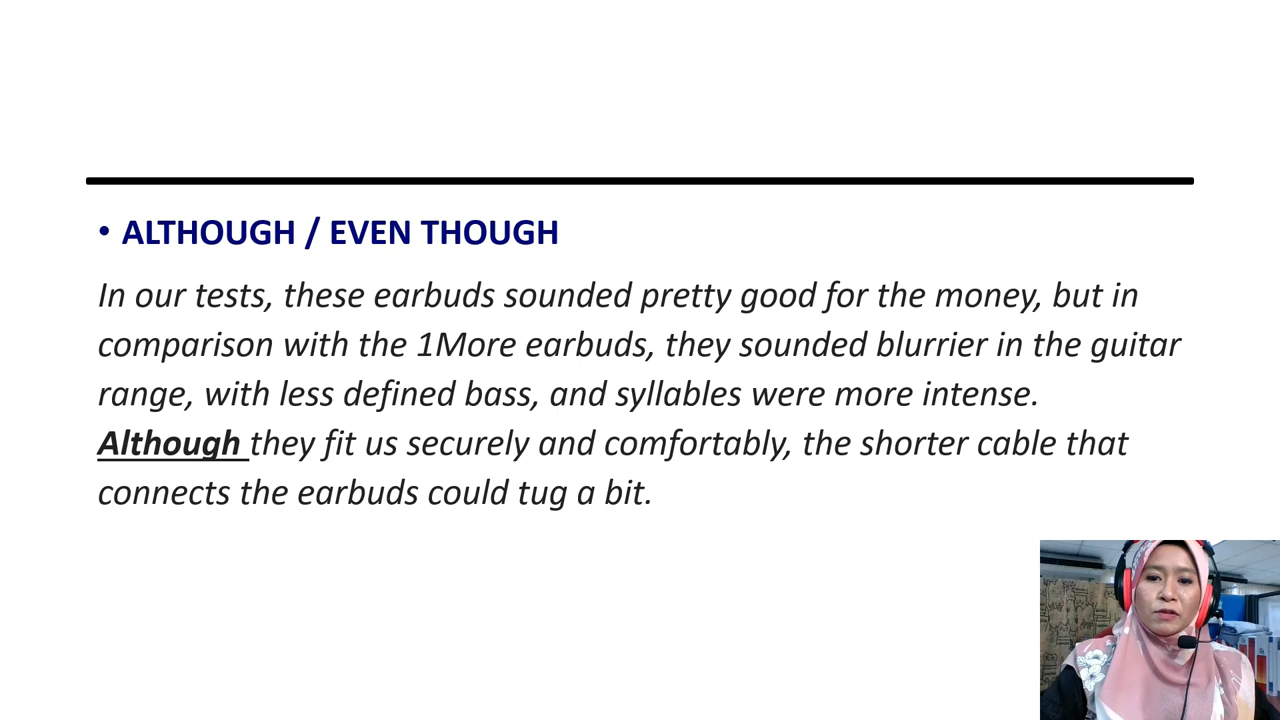 • ALTHOUGH / EVEN THOUGH
In our tests, these earbuds sounded pretty good for the money, but in
comparison with the 1More earbuds, they sounded blurrier in the guitar
range, with less defined bass, and syllables were more intense.
Although they fit us securely and comfortably, the shorter cable that
connects the earbuds could tug a bit.